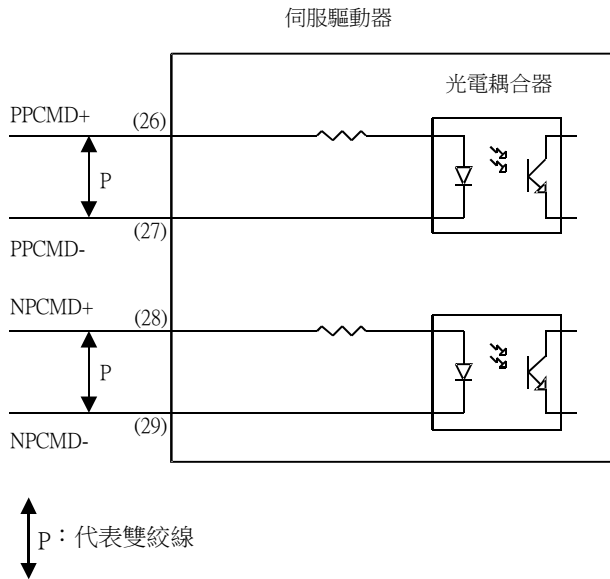 伺服驅動器
光電耦合器
PPCMD+
(26)
P
(27)
PPCMD-
NPCMD+
(28)
P
(29)
NPCMD-
P：代表雙絞線